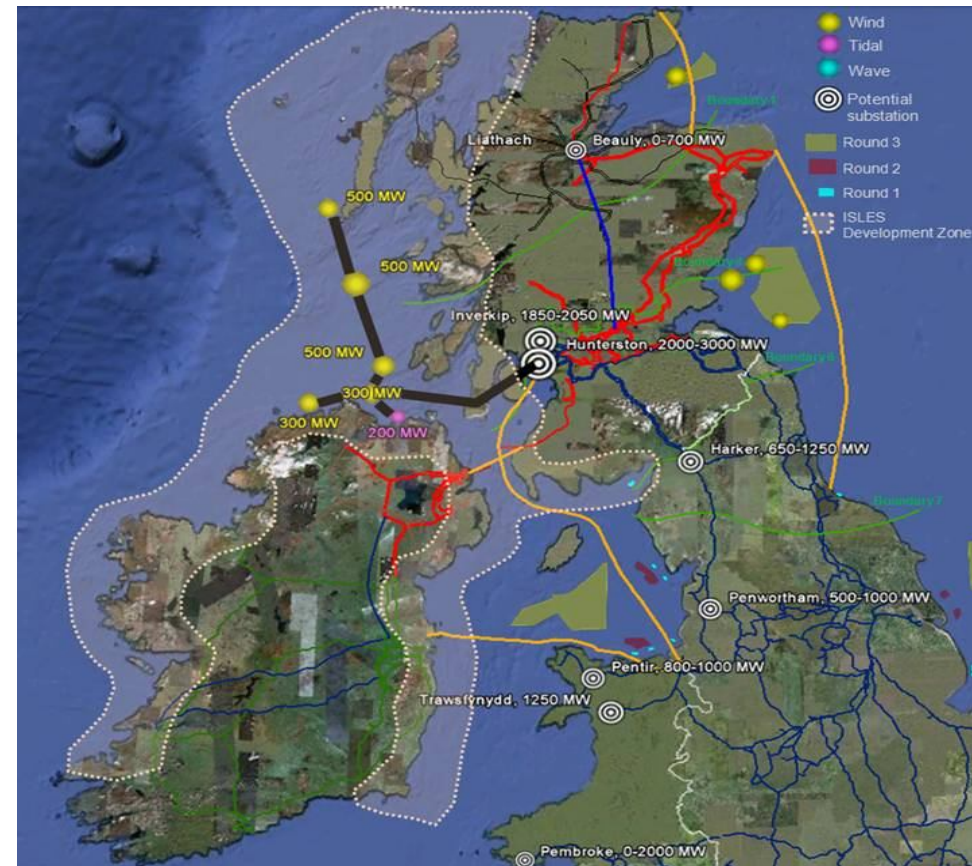 Wind
Tidal
Wave
Potential
substation
Round 3
Round 2
Round 1
ISLES
Development Zone
Boundary 1
Liathach
Beauly, 0-700 MW
500 MW
500 MW
Boundary
Inverkip, 1850-2050 MW
Hunterston, 2000-3000 MW
500 MW
Boundary 6
300 MW
300 MW
200 MW
Harker, 650-1250 MW
Boundary 7
Penwortham, 500-1000 MW
Pentir, 800-1000 MW
Trawsfynydd, 1250 MW
Pembroke, 0-2000 MW